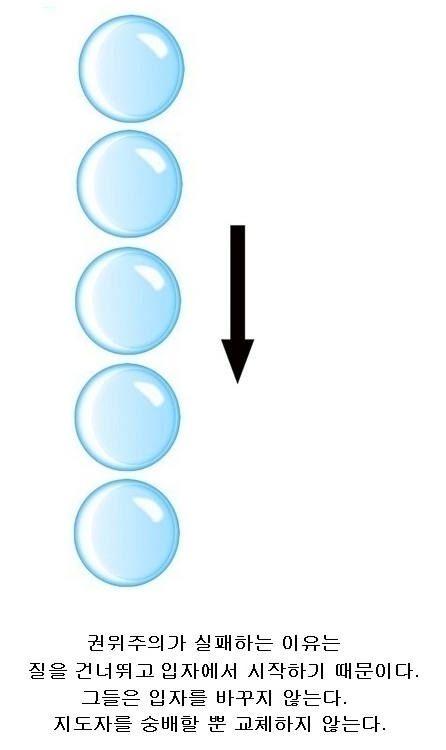 권위주의가 실패하는 이유는
질을 건너뛰고 입자에서 시작하기 때문이다.
그들은 입자를 바꾸지 않는다.
지도자를 숭배할 뿐 교체하지 않는다.